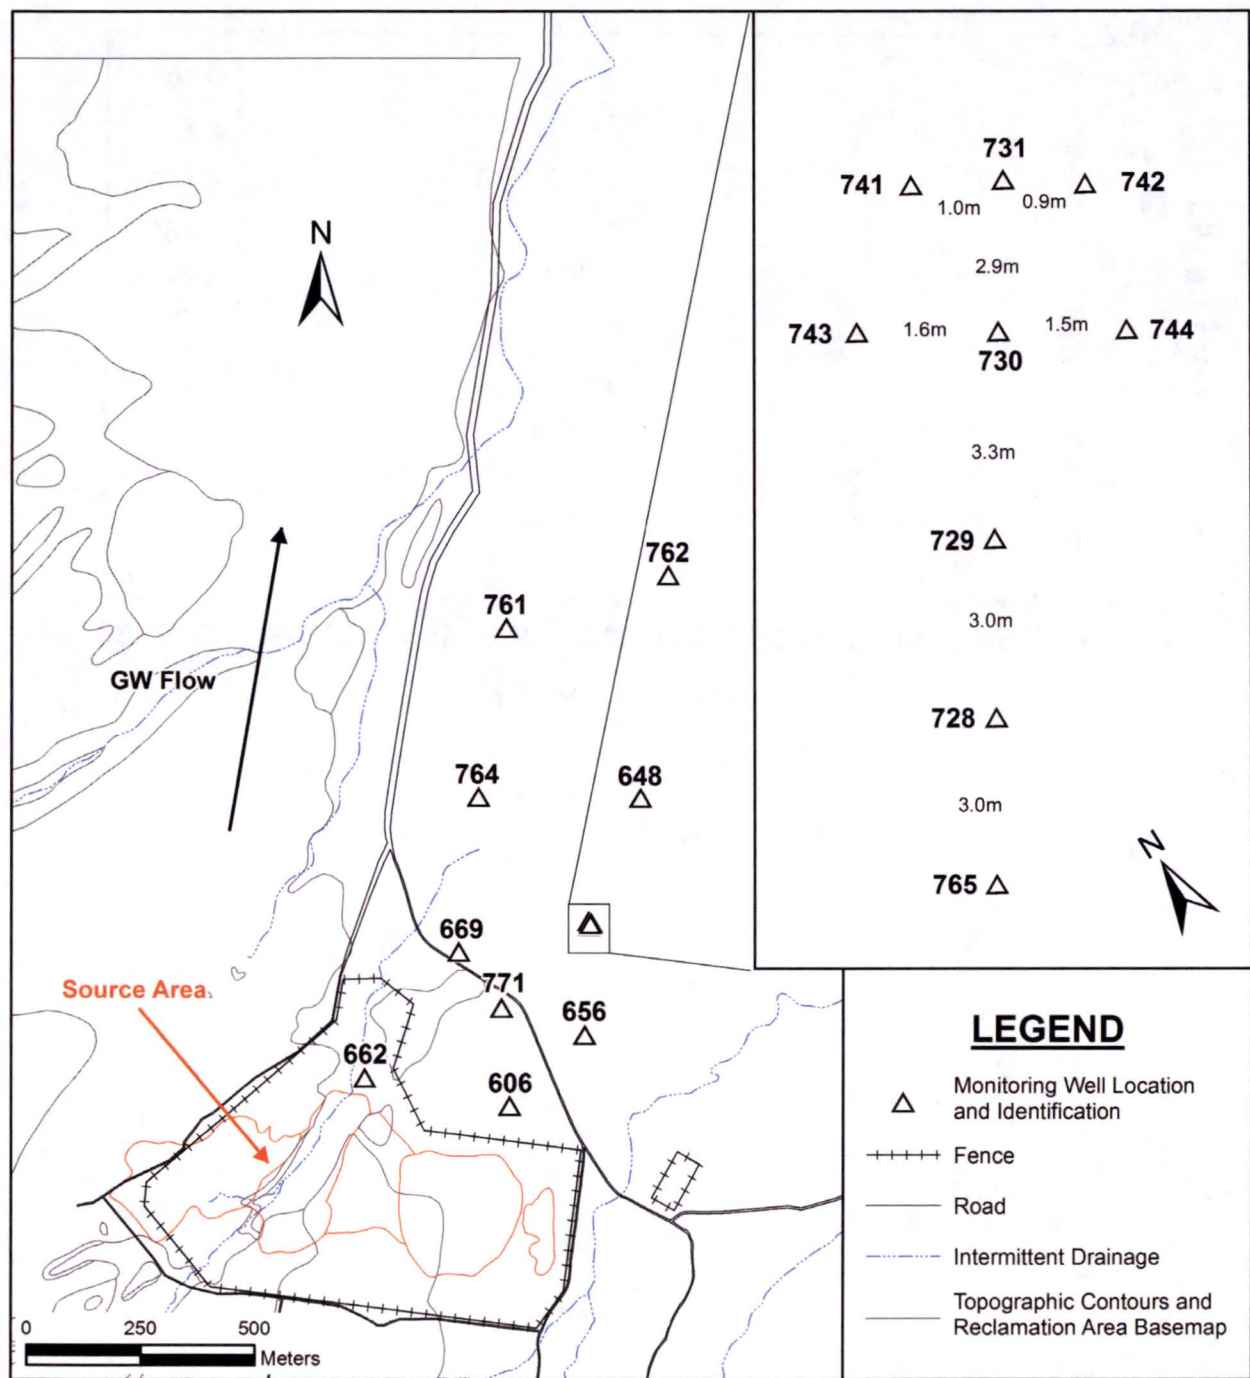 N
762
761
GW Flow
764
648
669
771
656
Source Area
662
606
0
250
500
Meters
731
741
742
1.0m
0.9m
2.9m
743
1.6m
1.5m
744
730
3.3m
729
3.0m
728
3.0m
N
765
LEGEND
Monitoring Well Location
and Identification
Fence
Road
Intermittent Drainage
Topographic Contours and
Reclamation Area Basemap